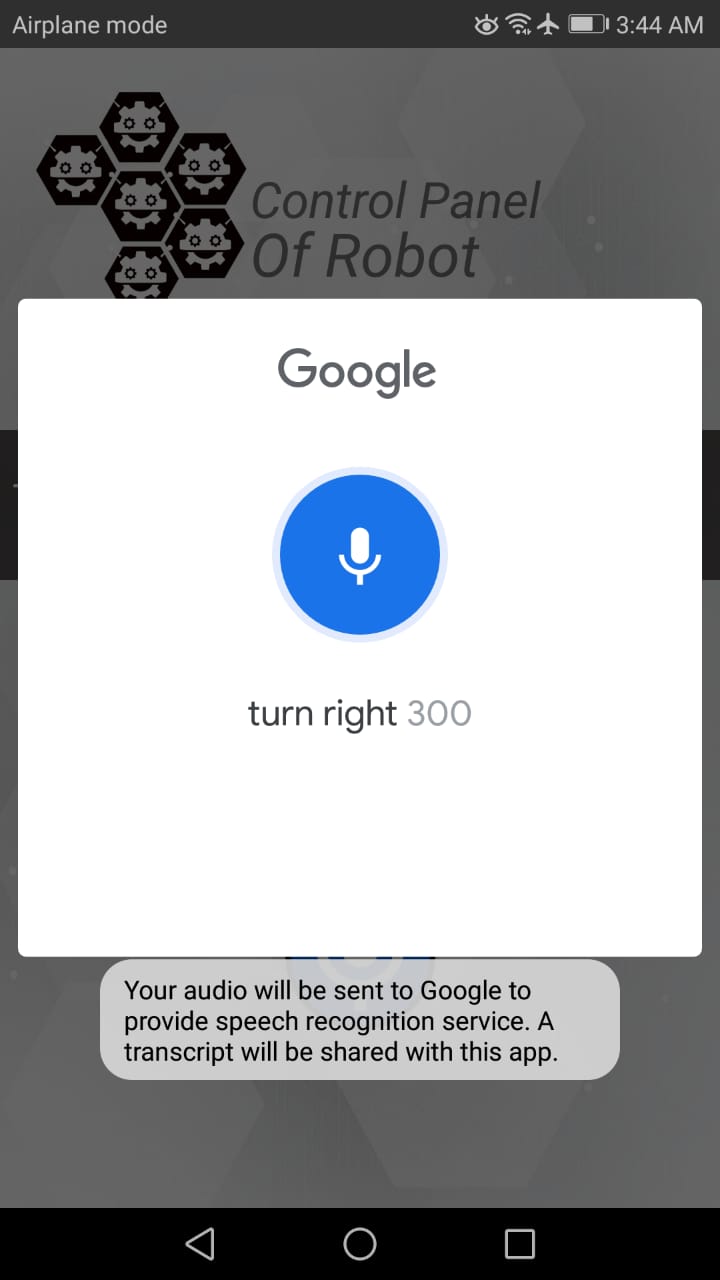 Airplane mode 3:44 AM
Control Panel
Of Robot
Google
turn right 300
Your audio will be sent to Google to
provide speech recognition service. A
transcript will be shared with this app.